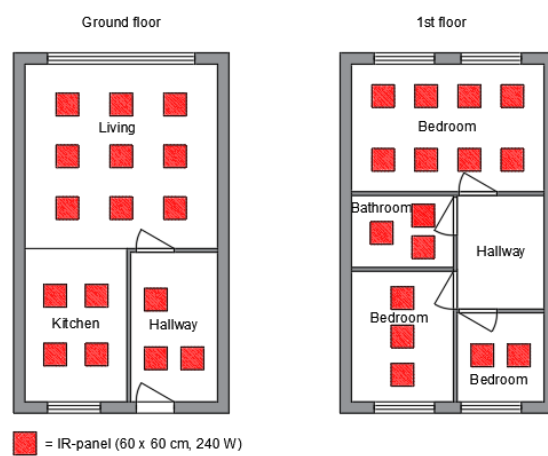 Ground floor
1st floor
Living
Kitchen
Hallway
Bedroom
Bathroom
Hallway
Bedroom
Bedroom
= IR-panel (60 x 60 cm, 240 W)